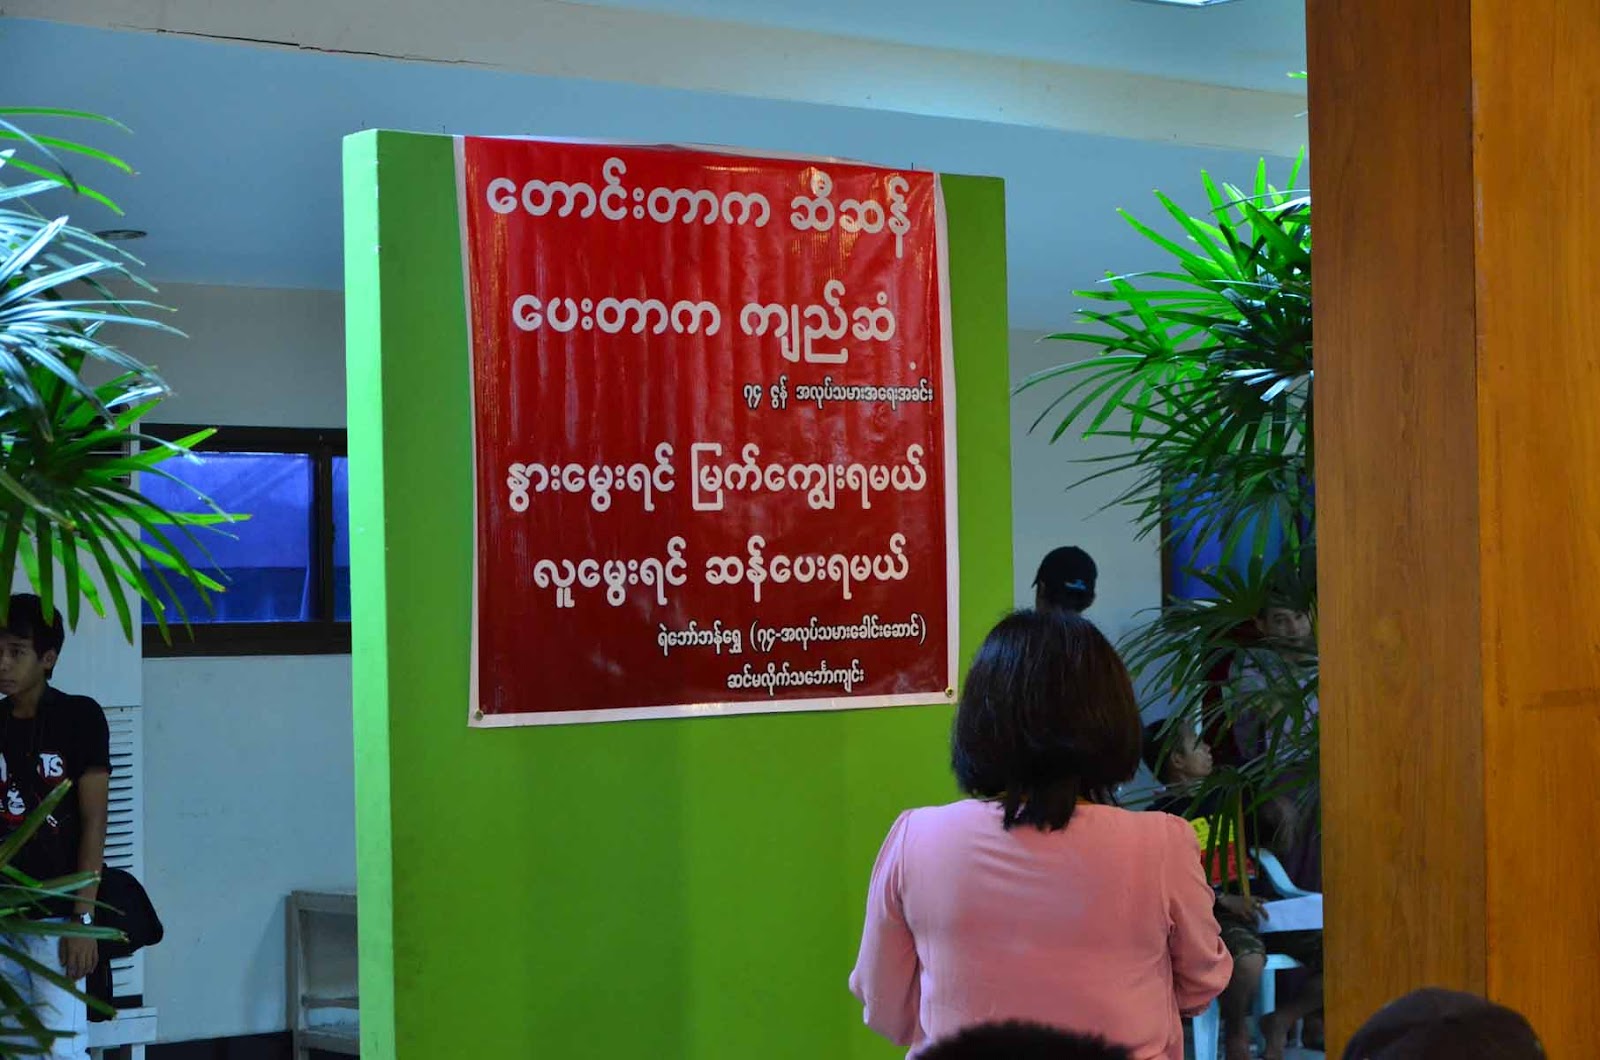 တောင်းတာက ဆီဆန်
ပေးတာက ကျည်ဆံ
၇၄ ဇွန် အလုပ်သမားအရေးအခင်း
နွားမွေးရင် မြက်ကျွေးရမယ်
လူမွေးရင် ဆန်ပေးရမယ်
ရဲဘော်ဘန်ရွှေ (၇၄-အလုပ်သမားခေါင်းဆောင်)
ဆင်မလိုက်သင်္ဘောကျင်း